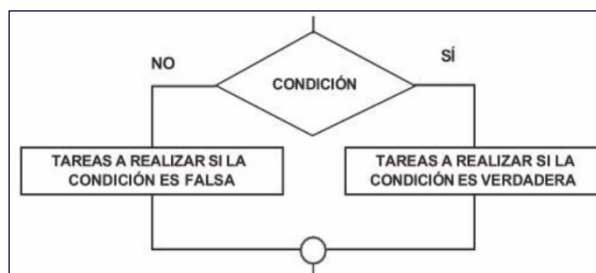 NO
SÍ
CONDICIÓN
TAREAS A REALIZAR SI LA
CONDICIÓN ES FALSA
TAREAS A REALIZAR SI LA
CONDICIÓN ES VERDADERA